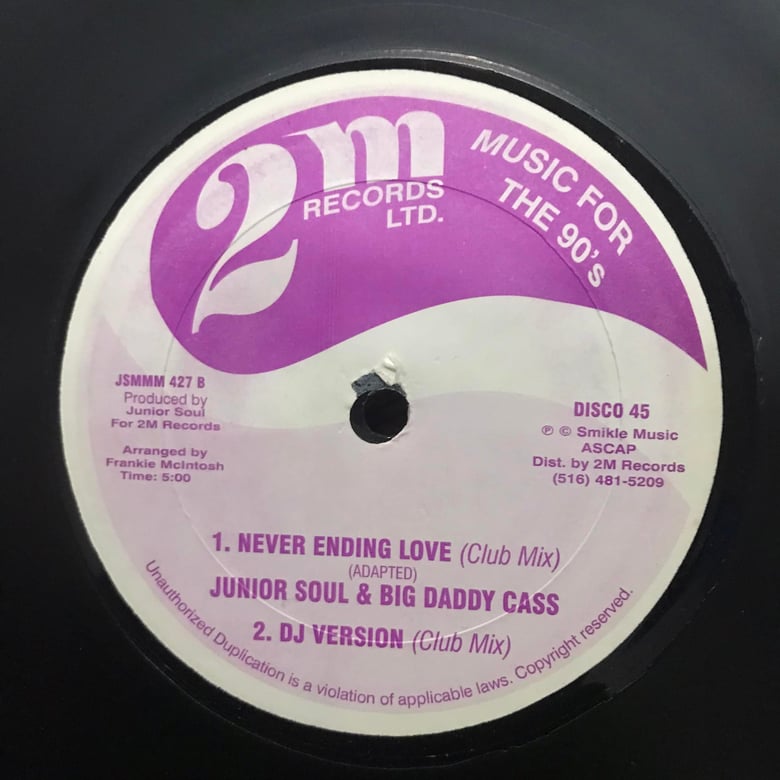 2m
RECORDS
LTD.
MUSIC FOR
THE 90's
JSMMM 427 B
Produced by
Junior Soul
For 2M Records
Arranged by
Frankie McIntosh
Time: 5:00
DISCO 45
℗ © Smikle Music
ASCAP
Dist. by 2M Records
(516) 481-5209
1. NEVER ENDING LOVE (Club Mix)
(ADAPTED)
JUNIOR SOUL & BIG DADDY CASS
2. DJ VERSION (Club Mix)
Unauthorized Duplication is a violation of applicable laws. Copyright reserved.